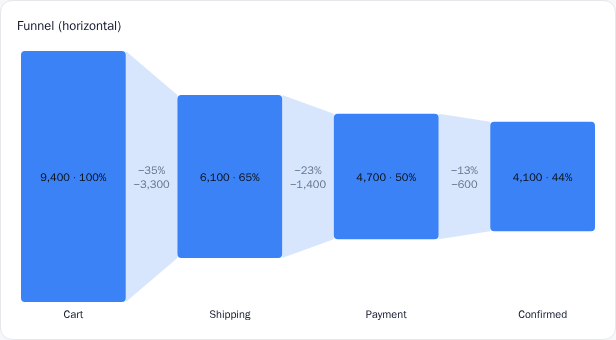 Funnel (horizontal)
9,400 · 100%
−35%
−3,300
6,100 · 65%
−23%
−1,400
4,700 · 50%
−13%
−600
4,100 · 44%
Cart
Shipping
Payment
Confirmed